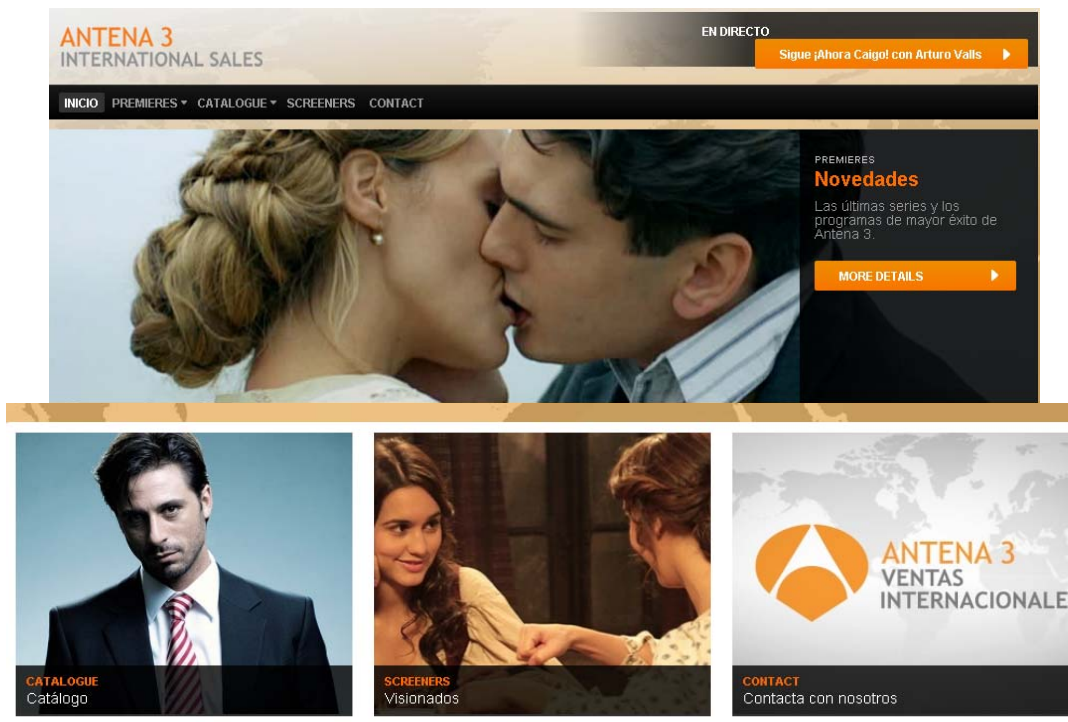 ANTENA 3
INTERNATIONAL SALES
EN DIRECTO
Sigue ¡Ahora Caigo! con Arturo Valls
INICIO PREMIERES CATALOGUE SCREENERS CONTACT
PREMIERES
Novedades
Las últimas series y los
programas de mayor éxito de
Antena 3.
MORE DETAILS
CATALOGUE
Catálogo
SCREENERS
Visionados
ANTENA 3
VENTAS
INTERNACIONALE
CONTACT
Contacta con nosotros